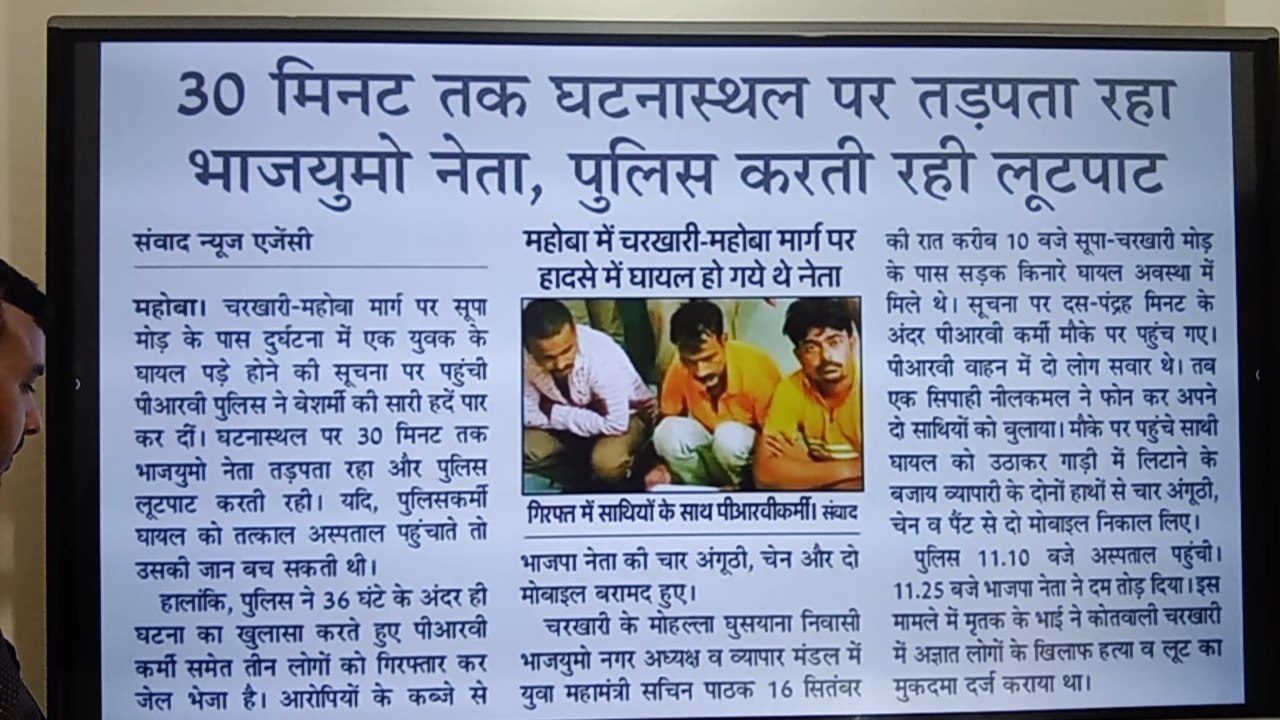 30 मिनट तक घटनास्थल पर तड़पता रहा
भाजयुमो नेता, पुलिस करती रही लूटपाट
संवाद न्यूज एजेंसी
महोबा। चरखारी-महोबा मार्ग पर सूपा
मोड़ के पास दुर्घटना में एक युवक के
घायल पड़े होने की सूचना पर पहुंची
पीआरवी पुलिस ने बेशर्मी की सारी हदें पार
कर दीं। घटनास्थल पर 30 मिनट तक
भाजयुमो नेता तड़पता रहा और पुलिस
लूटपाट करती रही। यदि, पुलिसकर्मी
घायल को तत्काल अस्पताल पहुंचाते तो
उसकी जान बच सकती थी।
हालांकि, पुलिस ने 36 घंटे के अंदर ही
घटना का खुलासा करते हुए पीआरवी
कर्मी समेत तीन लोगों को गिरफ्तार कर
जेल भेजा है। आरोपियों के कब्जे से
महोबा में चरखारी-महोबा मार्ग पर
हादसे में घायल हो गये थे नेता
गिरफ्त में साथियों के साथ पीआरवीकर्मी। संवाद
भाजपा नेता की चार अंगूठी, चेन और दो
मोबाइल बरामद हुए।
चरखारी के मोहल्ला घुसयाना निवासी
भाजयुमो नगर अध्यक्ष व व्यापार मंडल में
युवा महामंत्री सचिन पाठक 16 सितंबर
की रात करीब 10 बजे सूपा-चरखारी मोड़
के पास सड़क किनारे घायल अवस्था में
मिले थे। सूचना पर दस-पंद्रह मिनट के
अंदर पीआरवी कर्मी मौके पर पहुंच गए।
पीआरवी वाहन में दो लोग सवार थे। तब
एक सिपाही नीलकमल ने फोन कर अपने
दो साथियों को बुलाया। मौके पर पहुंचे साथी
घायल को उठाकर गाड़ी में लिटाने के
बजाय व्यापारी के दोनों हाथों से चार अंगूठी,
चेन व पैंट से दो मोबाइल निकाल लिए।
पुलिस 11.10 बजे अस्पताल पहुंची।
11.25 बजे भाजपा नेता ने दम तोड़ दिया। इस
मामले में मृतक के भाई ने कोतवाली चरखारी
में अज्ञात लोगों के खिलाफ हत्या व लूट का
मुकदमा दर्ज कराया था।